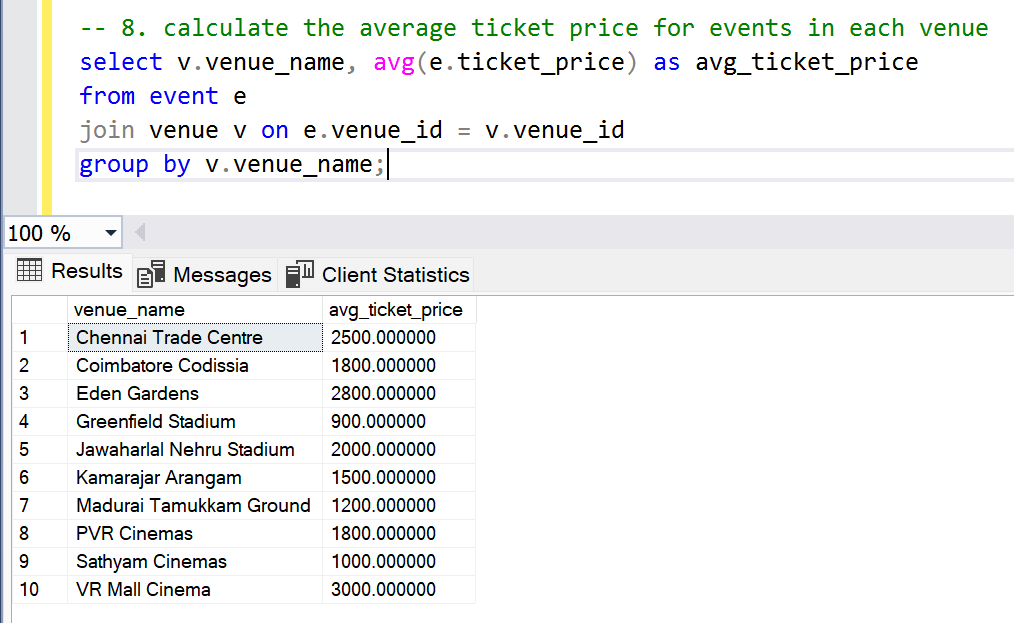 -- 8. calculate the average ticket price for events in each venue
select v.venue_name, avg(e.ticket_price) as avg_ticket_price
from event e
join venue v on e.venue_id = v.venue_id
group by v.venue_name;
100 %
Results Messages Client Statistics
venue_name avg_ticket_price
1 Chennai Trade Centre 2500.000000
2 Coimbatore Codissia 1800.000000
3 Eden Gardens 2800.000000
4 Greenfield Stadium 900.000000
5 Jawaharlal Nehru Stadium 2000.000000
6 Kamarajar Arangam 1500.000000
7 Madurai Tamukkam Ground 1200.000000
8 PVR Cinemas 1800.000000
9 Sathyam Cinemas 1000.000000
10 VR Mall Cinema 3000.000000